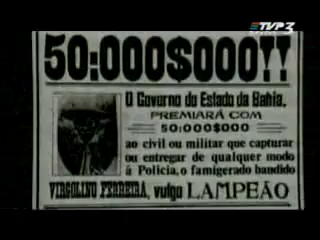 TVP3
50:000$000!!
O Governo do Estado da Bahia,
PREMIARÁ COM
50:000$000
ao civil ou militar que capturar
ou entregar de qualquer modo
á Policia, o famigerado bandido
VIRGOLINO FERREIRA, vulgo LAMPEÃO